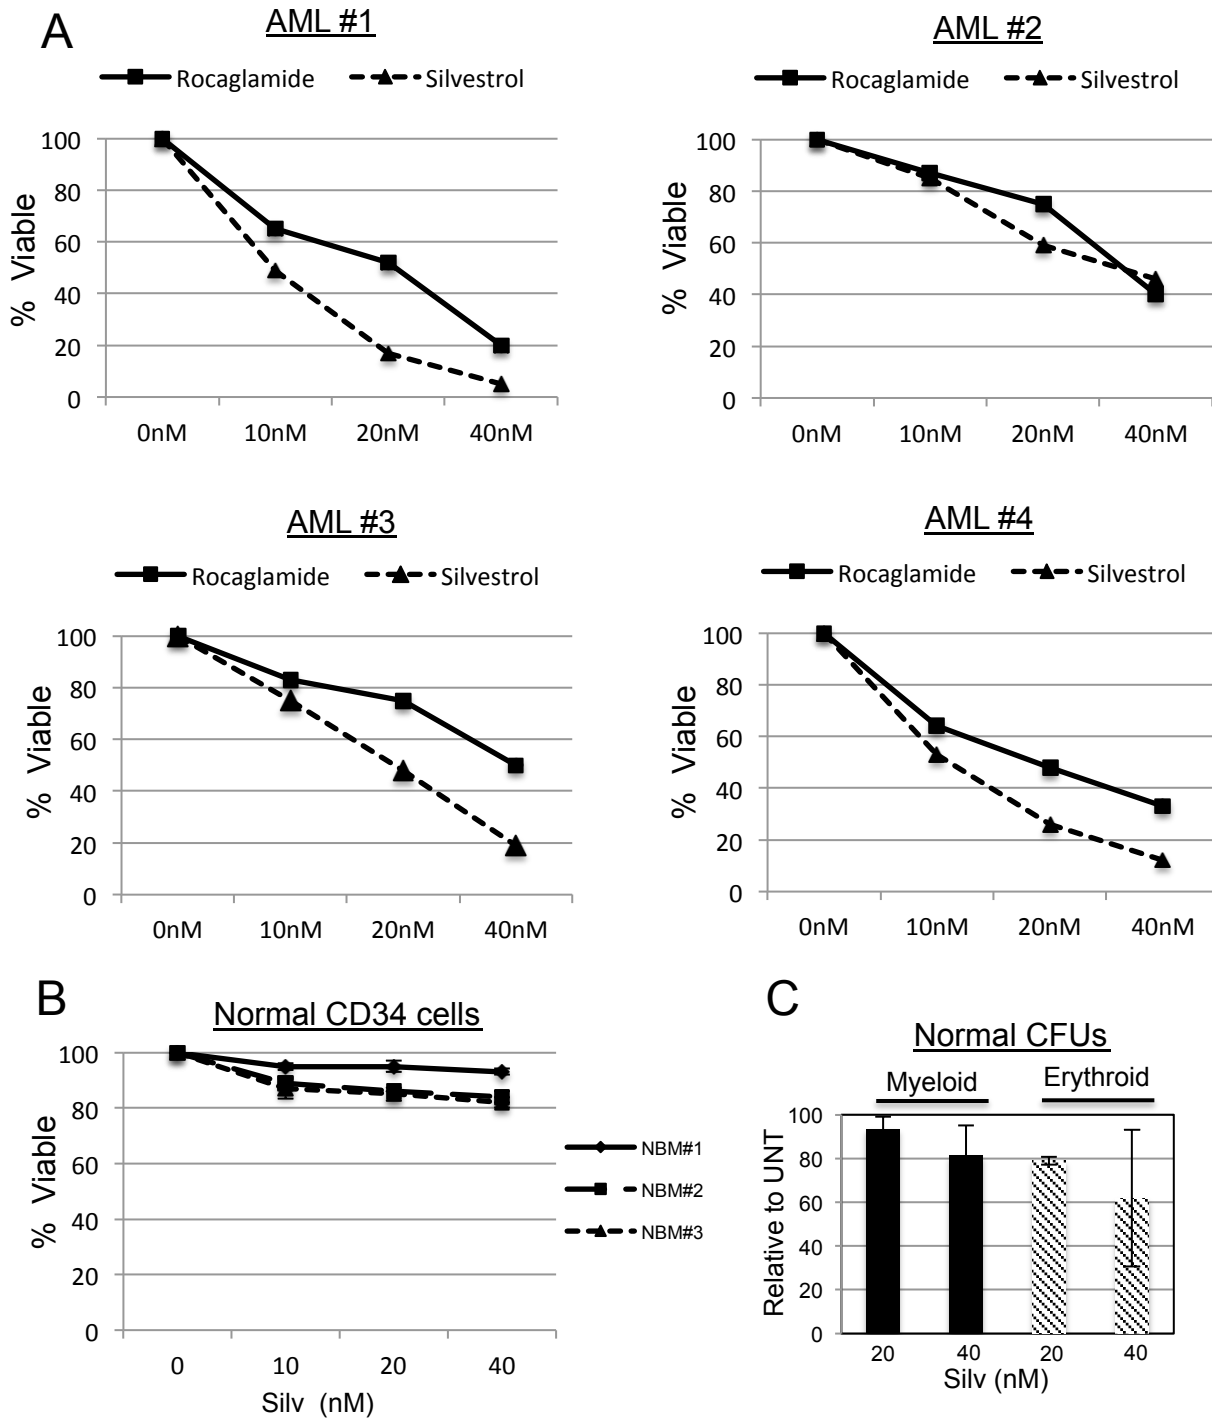 A
AML #1
Rocaglamide Silvestrol
100
80
60
40
20
0
% Viable
0nM 10nM 20nM 40nM
AML #2
Rocaglamide Silvestrol
100
80
60
40
20
0
% Viable
0nM 10nM 20nM 40nM
AML #3
Rocaglamide Silvestrol
100
80
60
40
20
0
% Viable
0nM 10nM 20nM 40nM
AML #4
Rocaglamide Silvestrol
100
80
60
40
20
0
% Viable
0nM 10nM 20nM 40nM
B
Normal CD34 cells
100
80
60
40
20
0
% Viable
0 10 20 40
Silv (nM)
NBM#1
NBM#2
NBM#3
C
Normal CFUs
Myeloid Erythroid
100
80
60
40
20
0
Relative to UNT
20 40 20 40
Silv (nM)